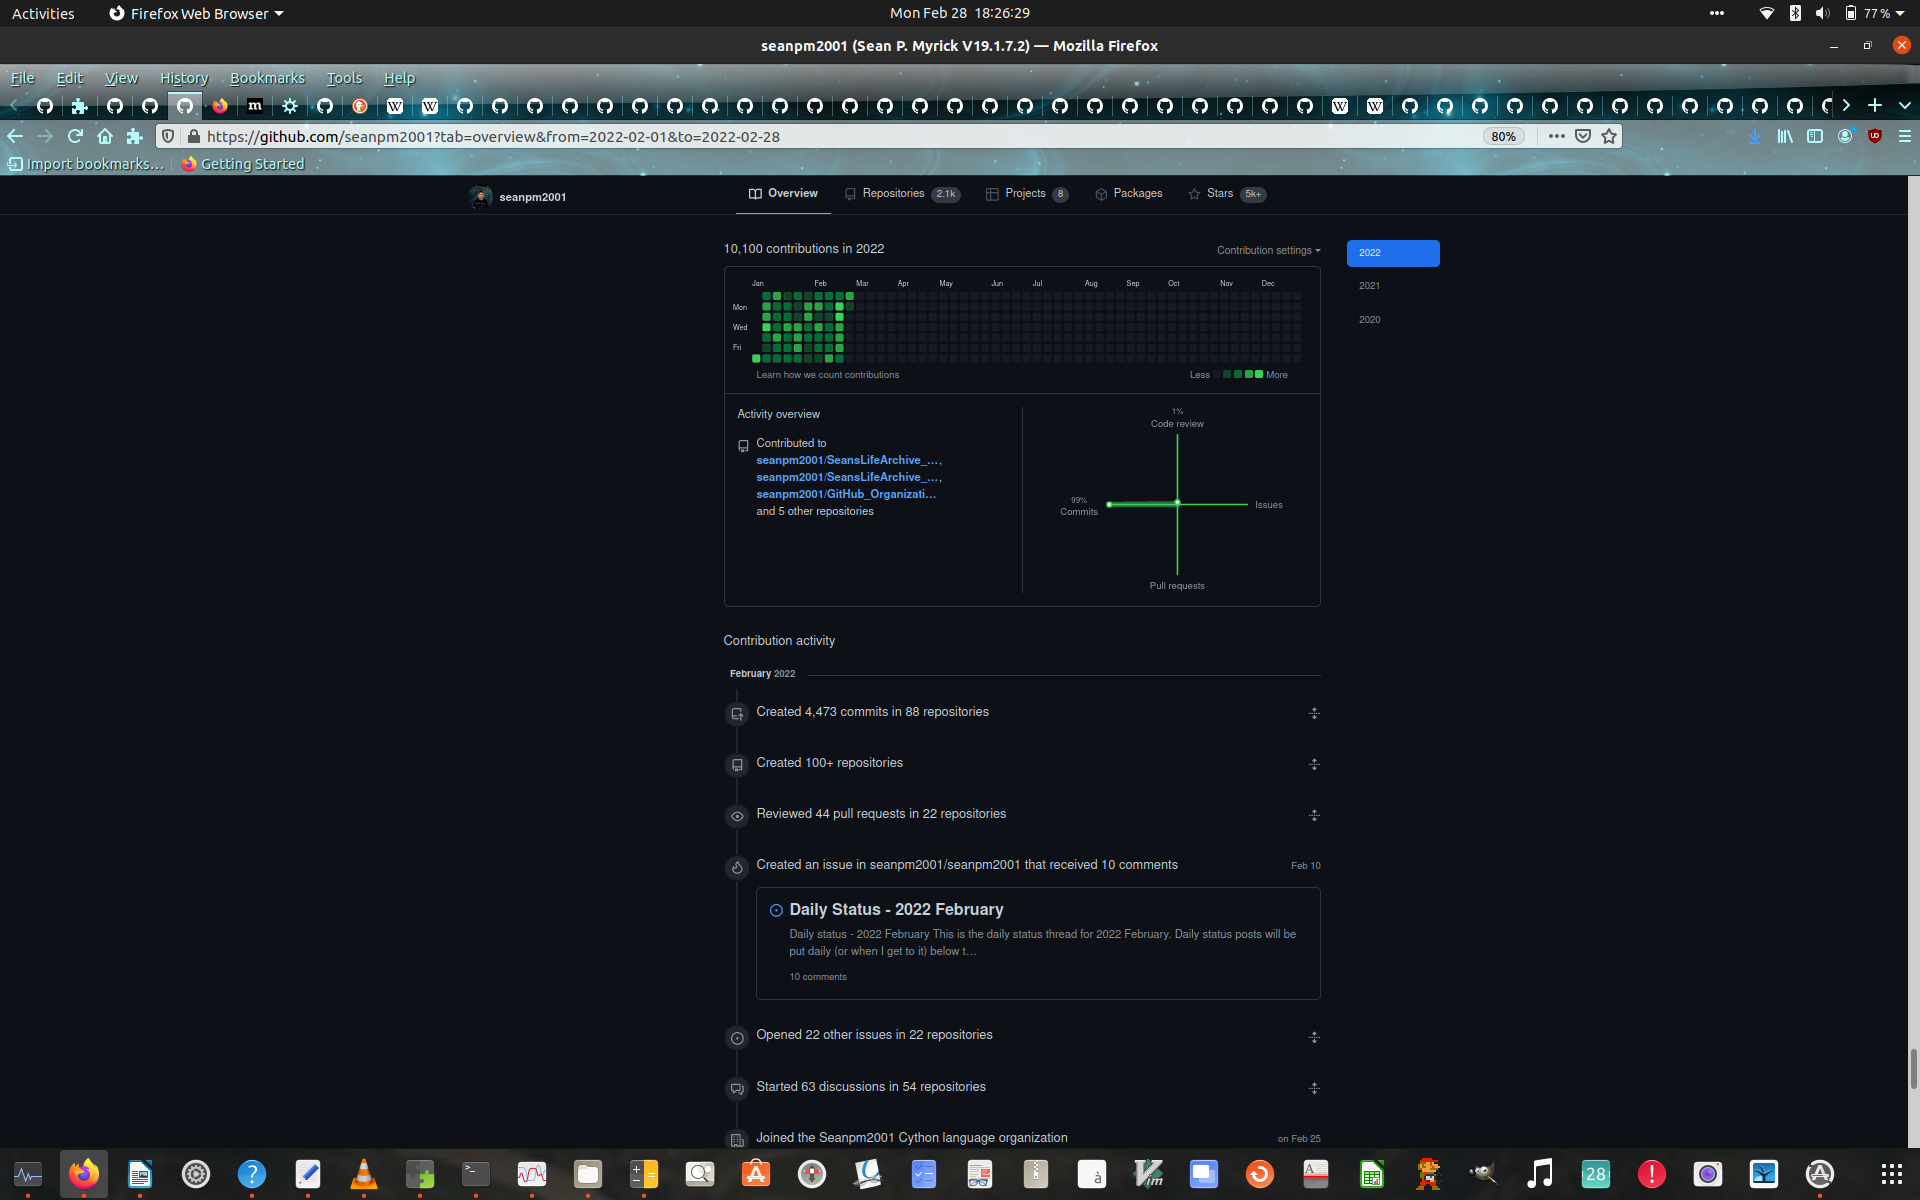 Activities
Firefox Web Browser
Mon Feb 28 18:26:29
77 %
seanpm2001 (Sean P. Myrick V19.1.7.2) — Mozilla Firefox
File Edit View History Bookmarks Tools Help
https://github.com/seanpm2001?tab=overview&from=2022-02-01&to=2022-02-28
80%
Import bookmarks... Getting Started
seanpm2001
Overview Repositories 2.1k Projects 8 Packages Stars 5k+
10,100 contributions in 2022
Contribution settings
2022
2021
2020
Jan Feb Mar Apr May Jun Jul Aug Sep Oct Nov Dec
Mon
Wed
Fri
Learn how we count contributions
Less More
Activity overview
Contributed to
seanpm2001/SeansLifeArchive_…,
seanpm2001/SeansLifeArchive_…,
seanpm2001/GitHub_Organizati…
and 5 other repositories
1%
Code review
99%
Commits
Issues
Pull requests
Contribution activity
February 2022
Created 4,473 commits in 88 repositories
Created 100+ repositories
Reviewed 44 pull requests in 22 repositories
Created an issue in seanpm2001/seanpm2001 that received 10 comments
Feb 10
Daily Status - 2022 February
Daily status - 2022 February This is the daily status thread for 2022 February. Daily status posts will be
put daily (or when I get to it) below t…
10 comments
Opened 22 other issues in 22 repositories
Started 63 discussions in 54 repositories
Joined the Seanpm2001 Cython language organization
on Feb 25
28